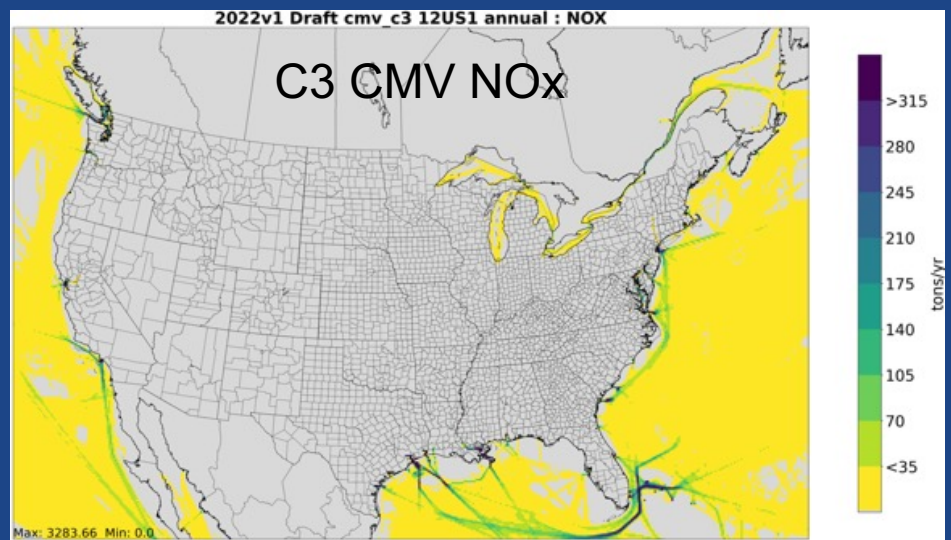 2022v1 Draft cmv_c3 12US1 annual : NOX
C3 CMV NOx
>315
280
245
210
175
140
105
70
<35
tons/yr
Max: 3283.66 Min: 0.0